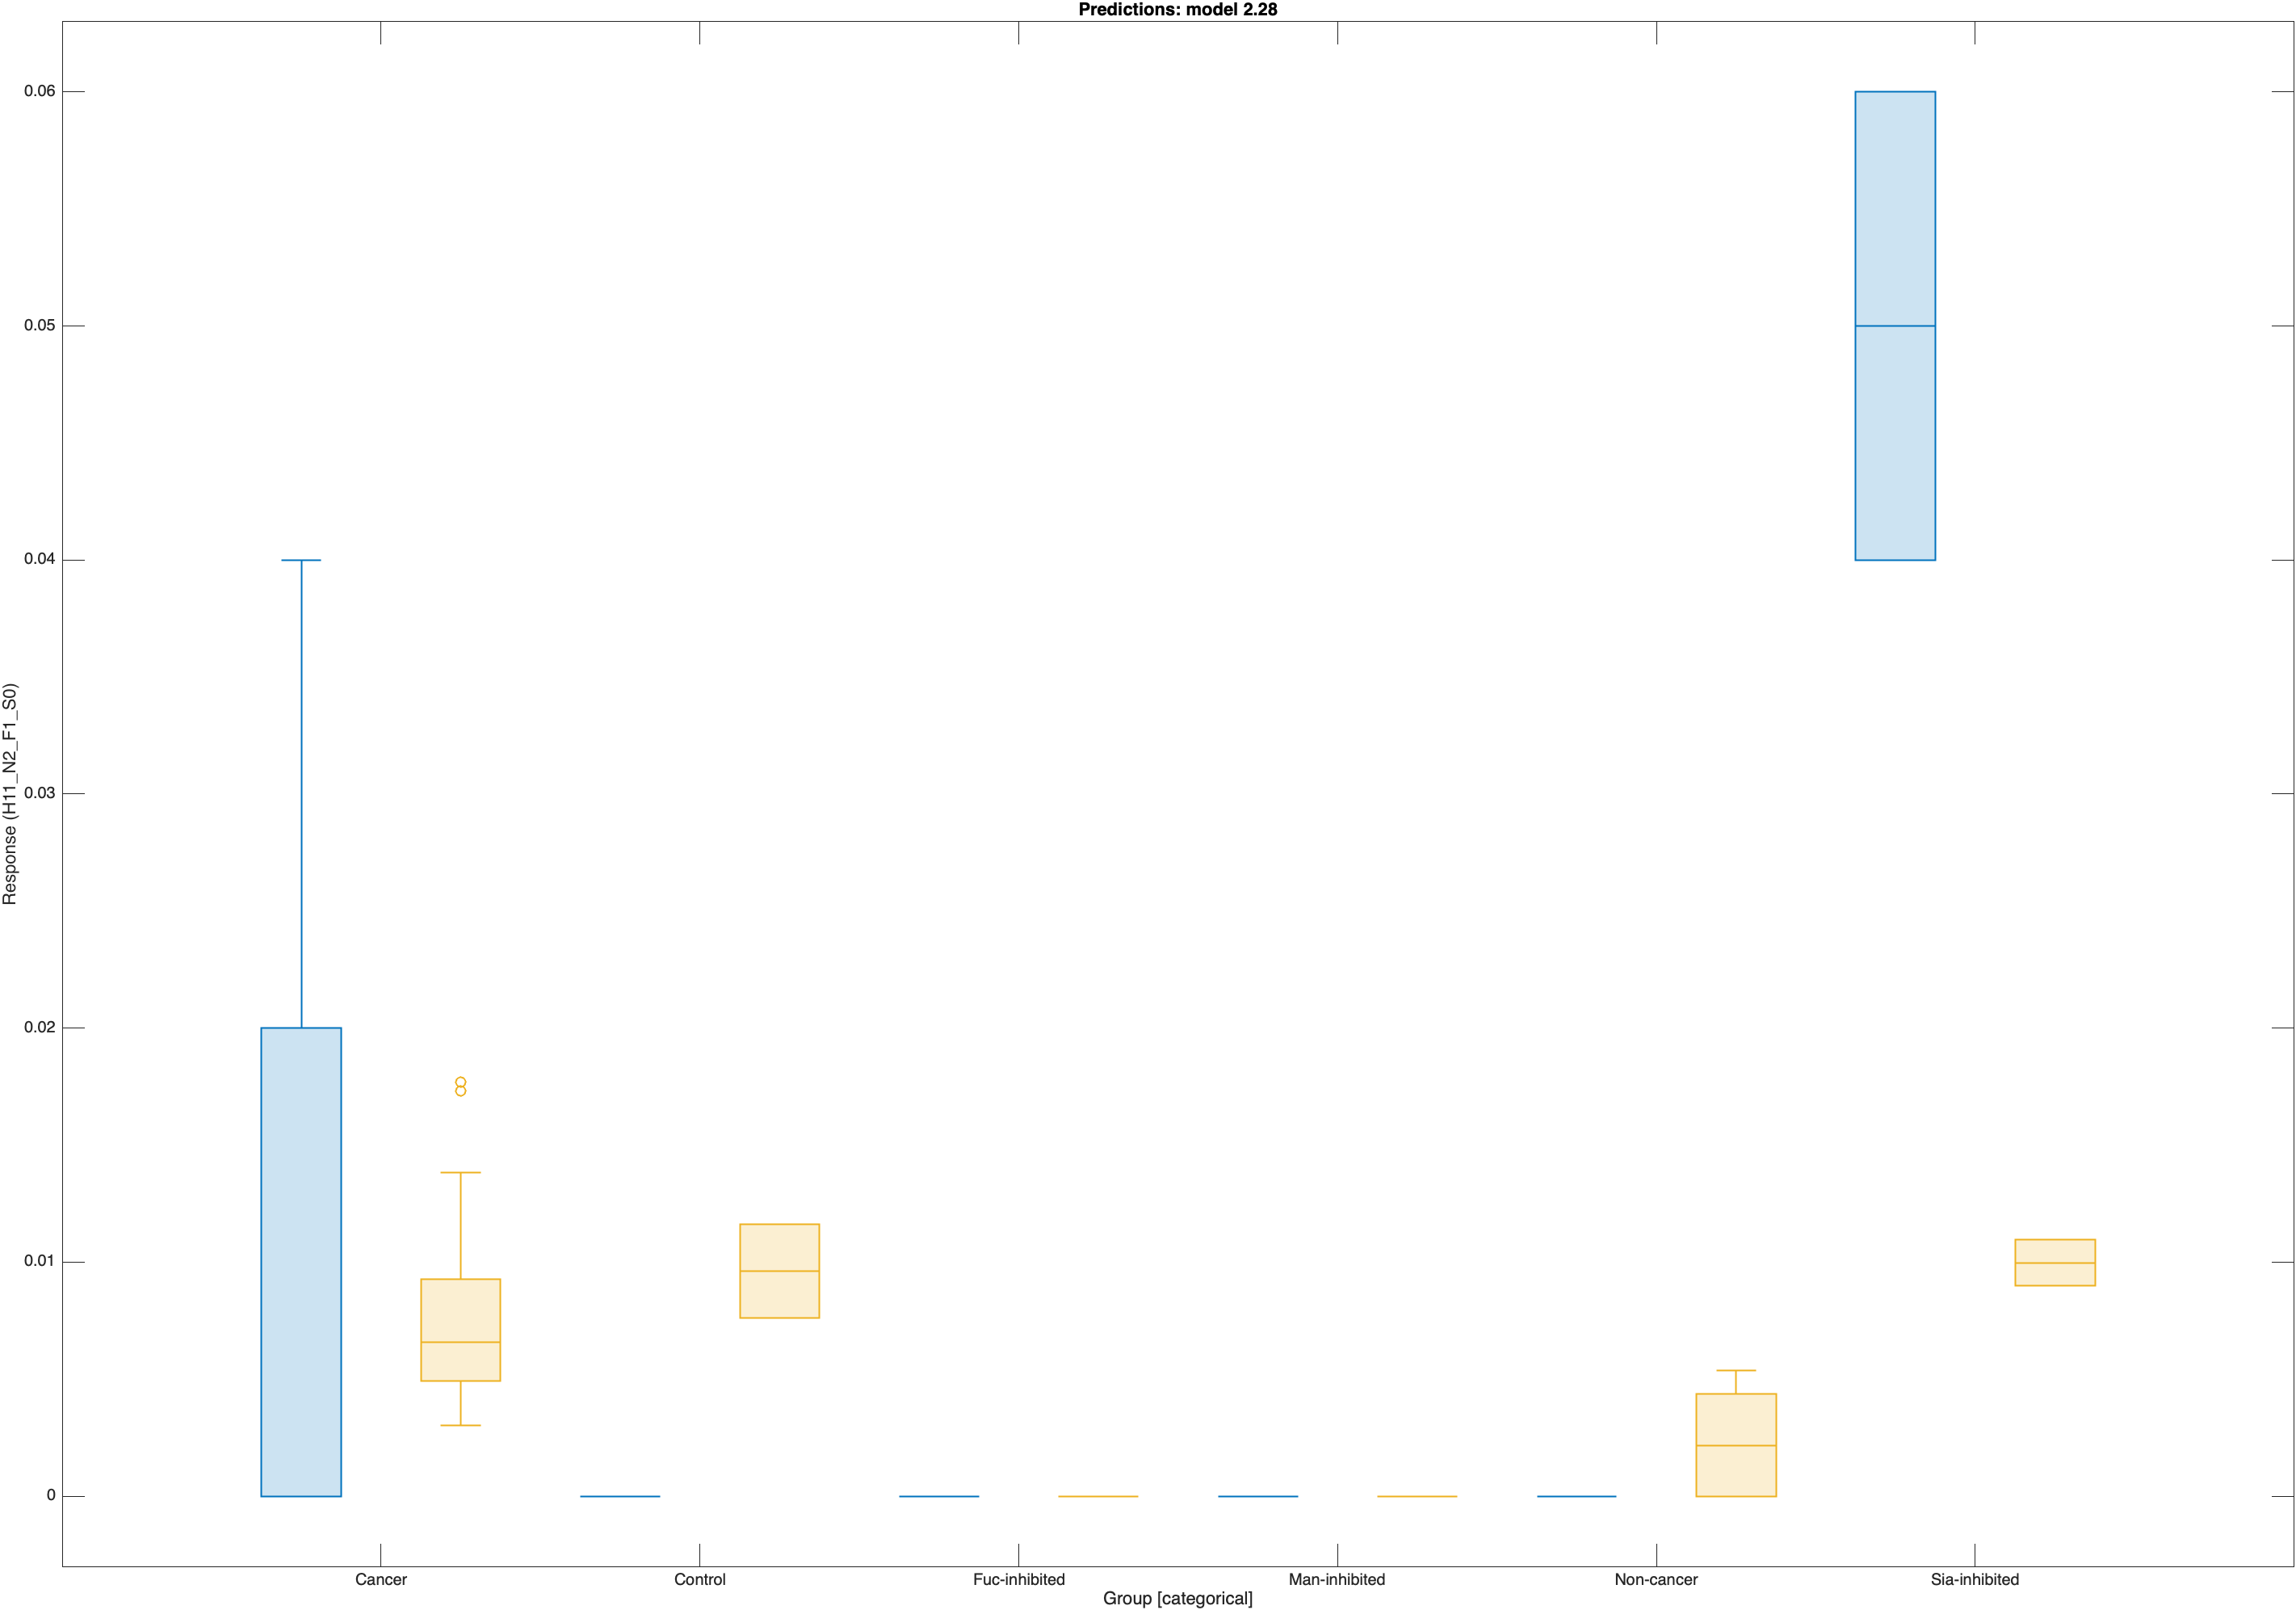 Predictions: model 2.28
0.06
0.05
0.04
0.03
0.02
0.01
0
Response (H11_N2_F1_S0)
Cancer Control Fuc-inhibited Man-inhibited Non-cancer Sia-inhibited
Group [categorical]